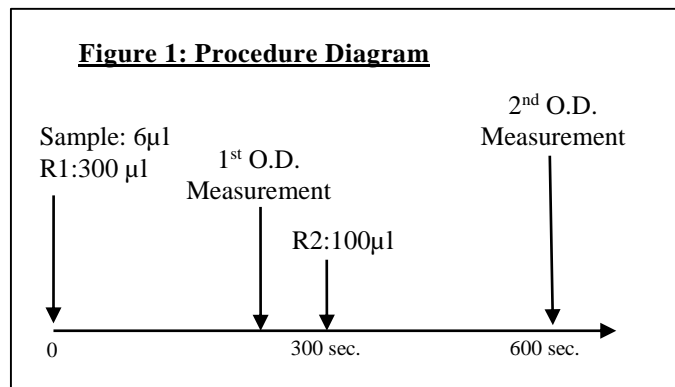 Figure 1: Procedure Diagram
Sample: 6µl
R1:300 µl
1st O.D.
Measurement
R2:100µl
2nd O.D.
Measurement
0
300 sec.
600 sec.